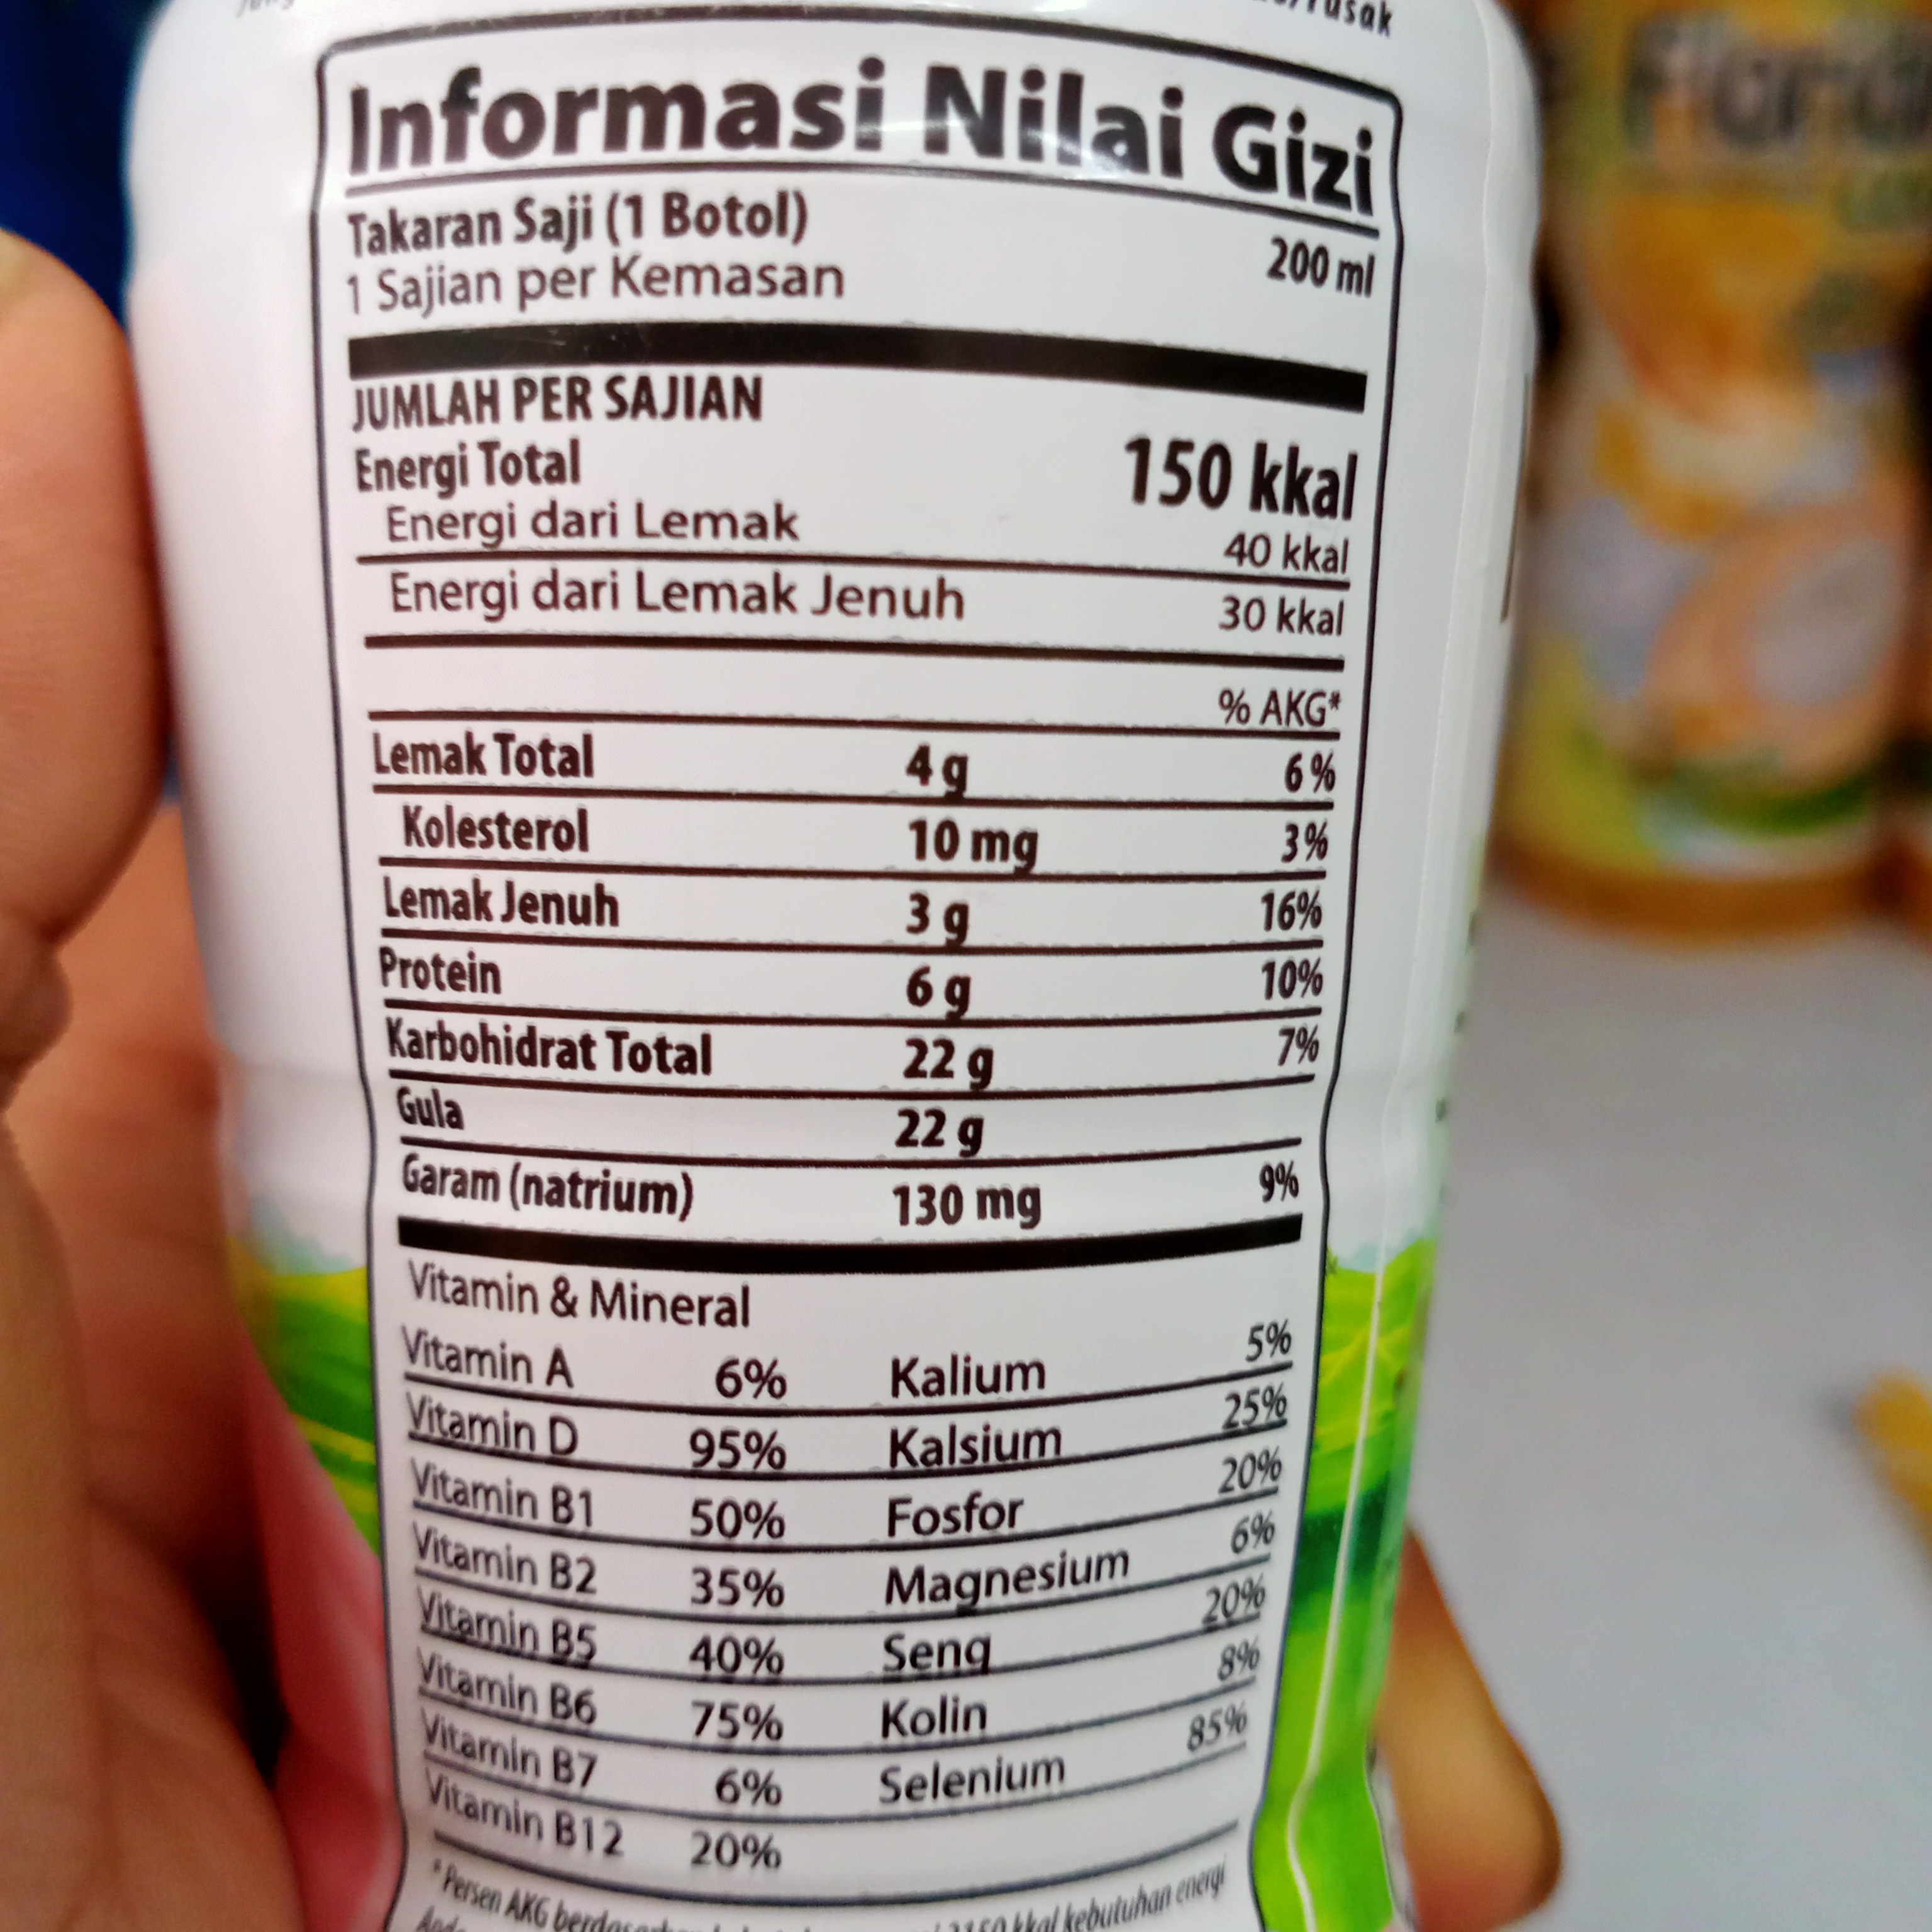 rusak
Informasi Nilai Gizi
Takaran Saji (1 Botol) 200 ml
1 Sajian per Kemasan
JUMLAH PER SAJIAN
Energi Total 150 kkal
Energi dari Lemak 40 kkal
Energi dari Lemak Jenuh 30 kkal
% AKG*
Lemak Total 4 g 6%
Kolesterol 10 mg 3%
Lemak Jenuh 3 g 16%
Protein 6 g 10%
Karbohidrat Total 22 g 7%
Gula 22 g
Garam (natrium) 130 mg 9%
Vitamin & Mineral
Vitamin A 6% Kalium 5%
Vitamin D 95% Kalsium 25%
Vitamin B1 50% Fosfor 20%
Vitamin B2 35% Magnesium 6%
Vitamin B5 40% Seng 20%
Vitamin B6 75% Kolin 8%
Vitamin B7 6% Selenium 85%
Vitamin B12 20%
*Persen AKG 2150 kkal kebutuhan energi